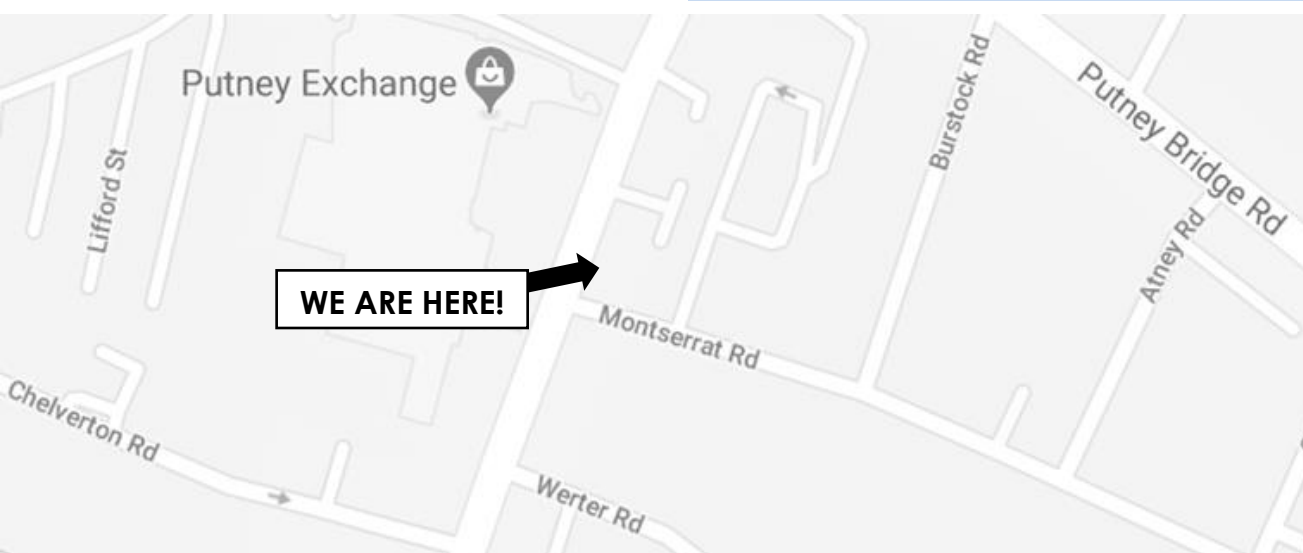 Putney Exchange
Burstock Rd
Putney Bridge Rd
Lifford St
Atney Rd
WE ARE HERE!
Montserrat Rd
Chelverton Rd
Werter Rd